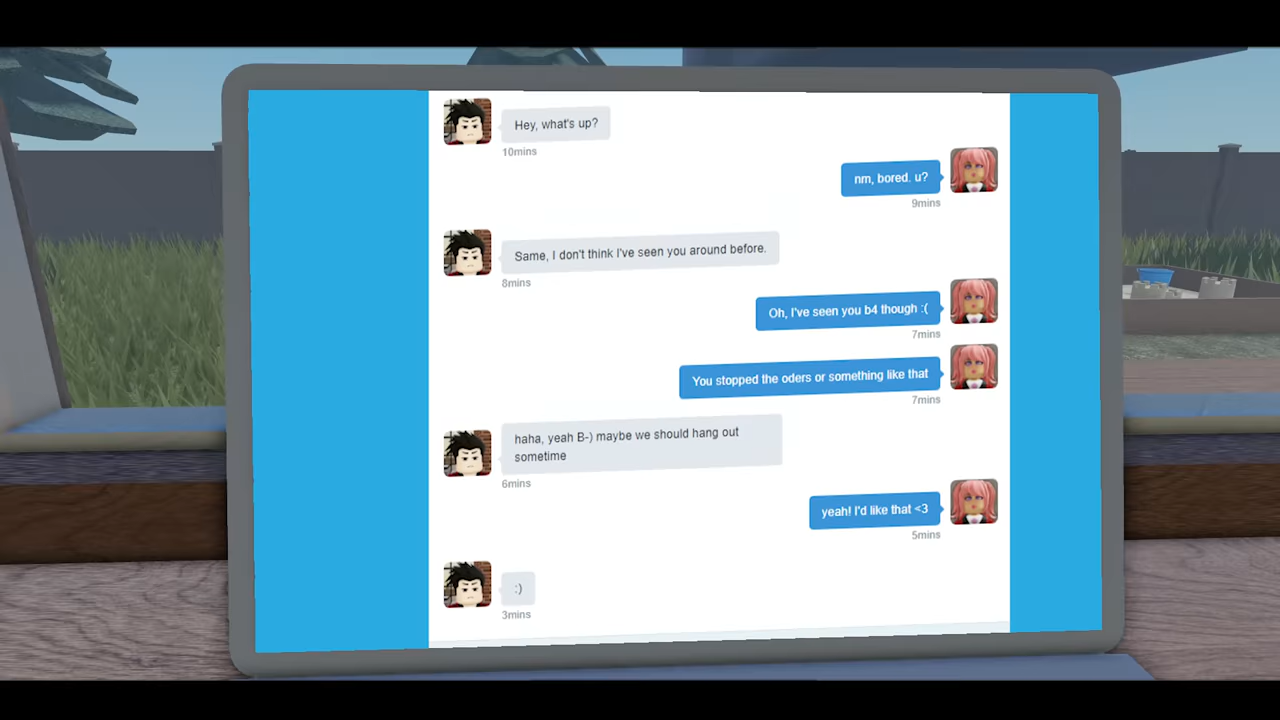 Hey, what's up?
10mins
nm, bored. u?
9mins
Same, I don't think I've seen you around before.
8mins
Oh, I've seen you b4 though :(
7mins
You stopped the oders or something like that
7mins
haha, yeah B-) maybe we should hang out
sometime
6mins
yeah! I'd like that <3
5mins
:)
3mins